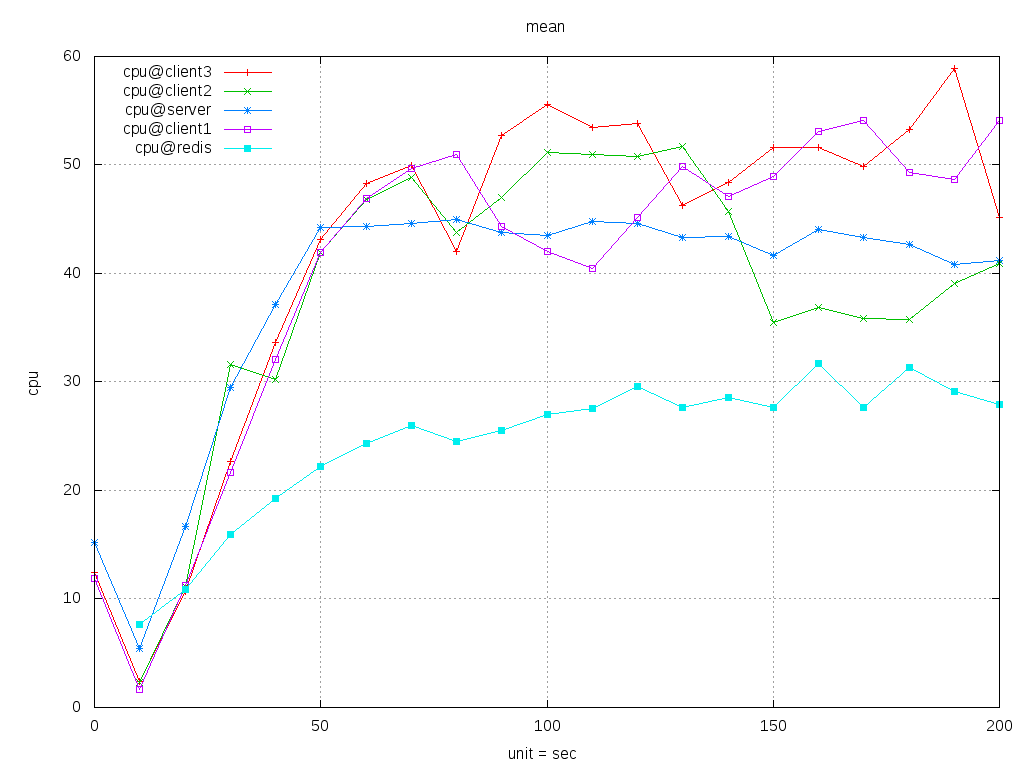 mean
60
50
40
30
20
10
0
cpu
cpu@client3
cpu@client2
cpu@server
cpu@client1
cpu@redis
0 50 100 150 200
unit = sec